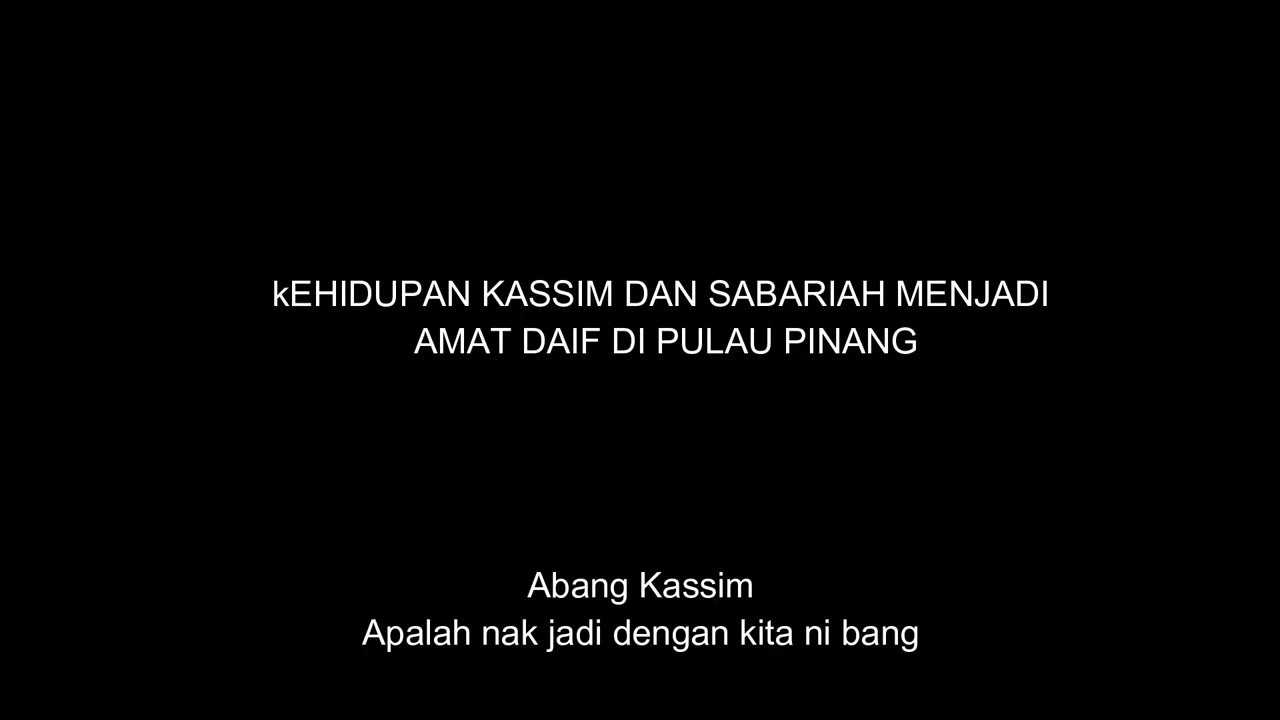 kEHIDUPAN KASSIM DAN SABARIAH MENJADI
AMAT DAIF DI PULAU PINANG
Abang Kassim
Apalah nak jadi dengan kita ni bang